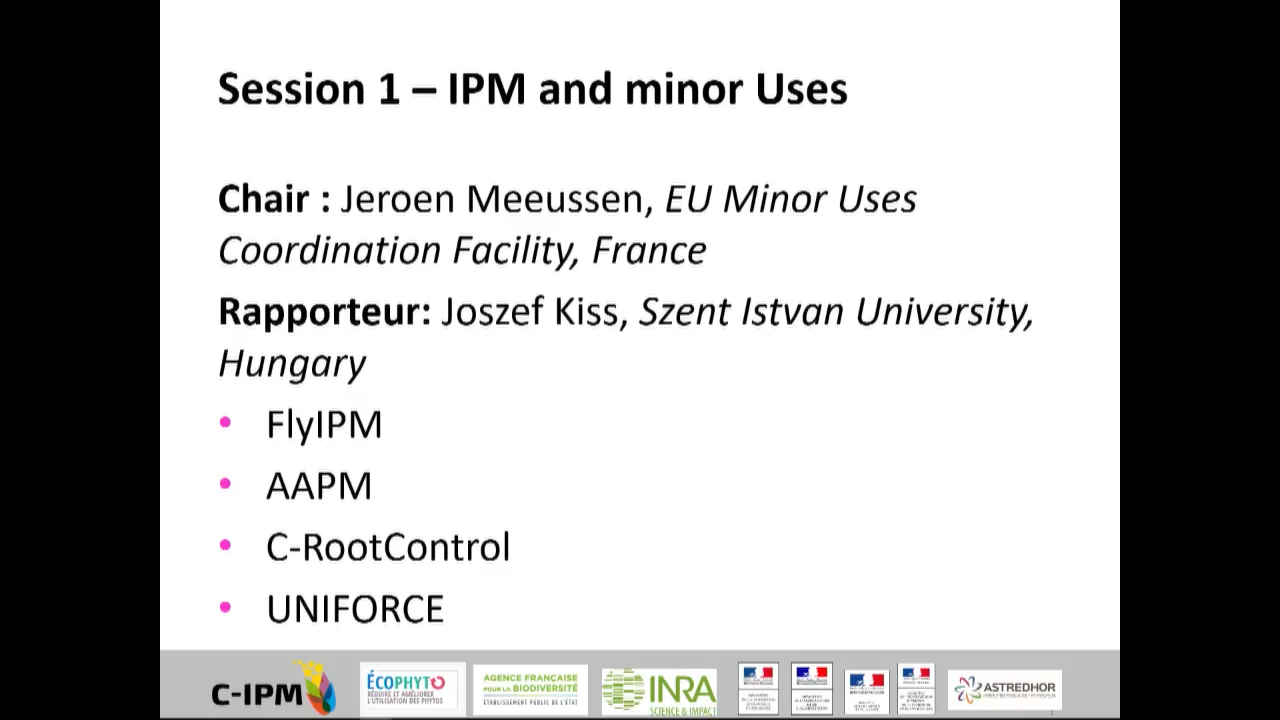 Session 1 – IPM and minor Uses
Chair : Jeroen Meeussen, EU Minor Uses
Coordination Facility, France
Rapporteur: Joszef Kiss, Szent Istvan University,
Hungary
• FlyIPM
• AAPM
• C-RootControl
• UNIFORCE
C-IPM
ÉCOPHYTO
RÉDUIRE ET AMÉLIORER
L'UTILISATION DES PHYTOS
AGENCE FRANÇAISE
POUR LA BIODIVERSITÉ
ÉTABLISSEMENT PUBLIC DE L'ÉTAT
INRA
SCIENCE & IMPACT
ASTREDHOR